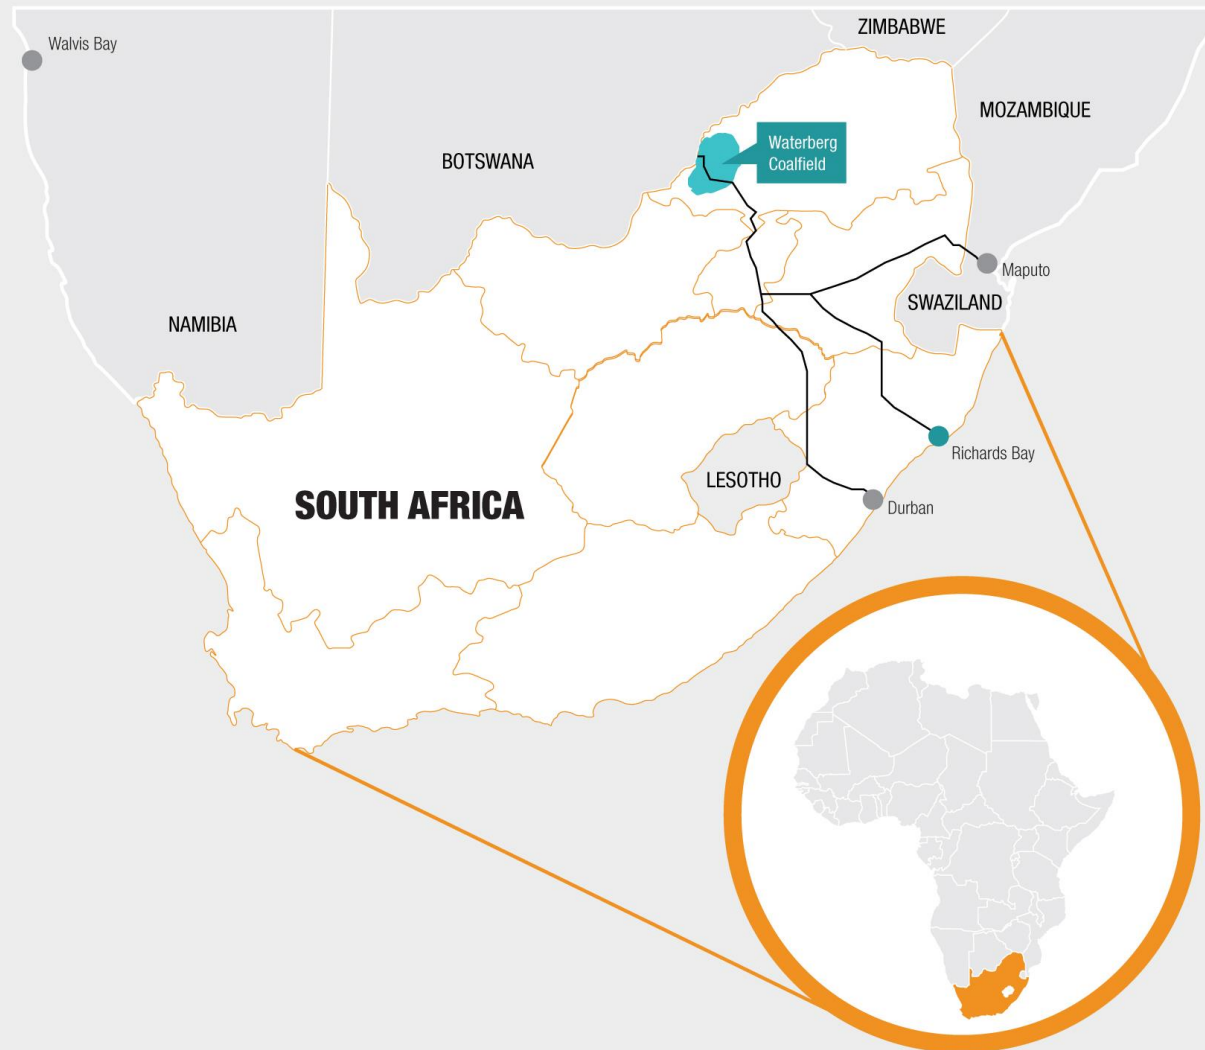 ZIMBABWE
Walvis Bay
MOZAMBIQUE
Waterberg
Coalfield
BOTSWANA
Maputo
SWAZILAND
NAMIBIA
Richards Bay
LESOTHO
SOUTH AFRICA
Durban